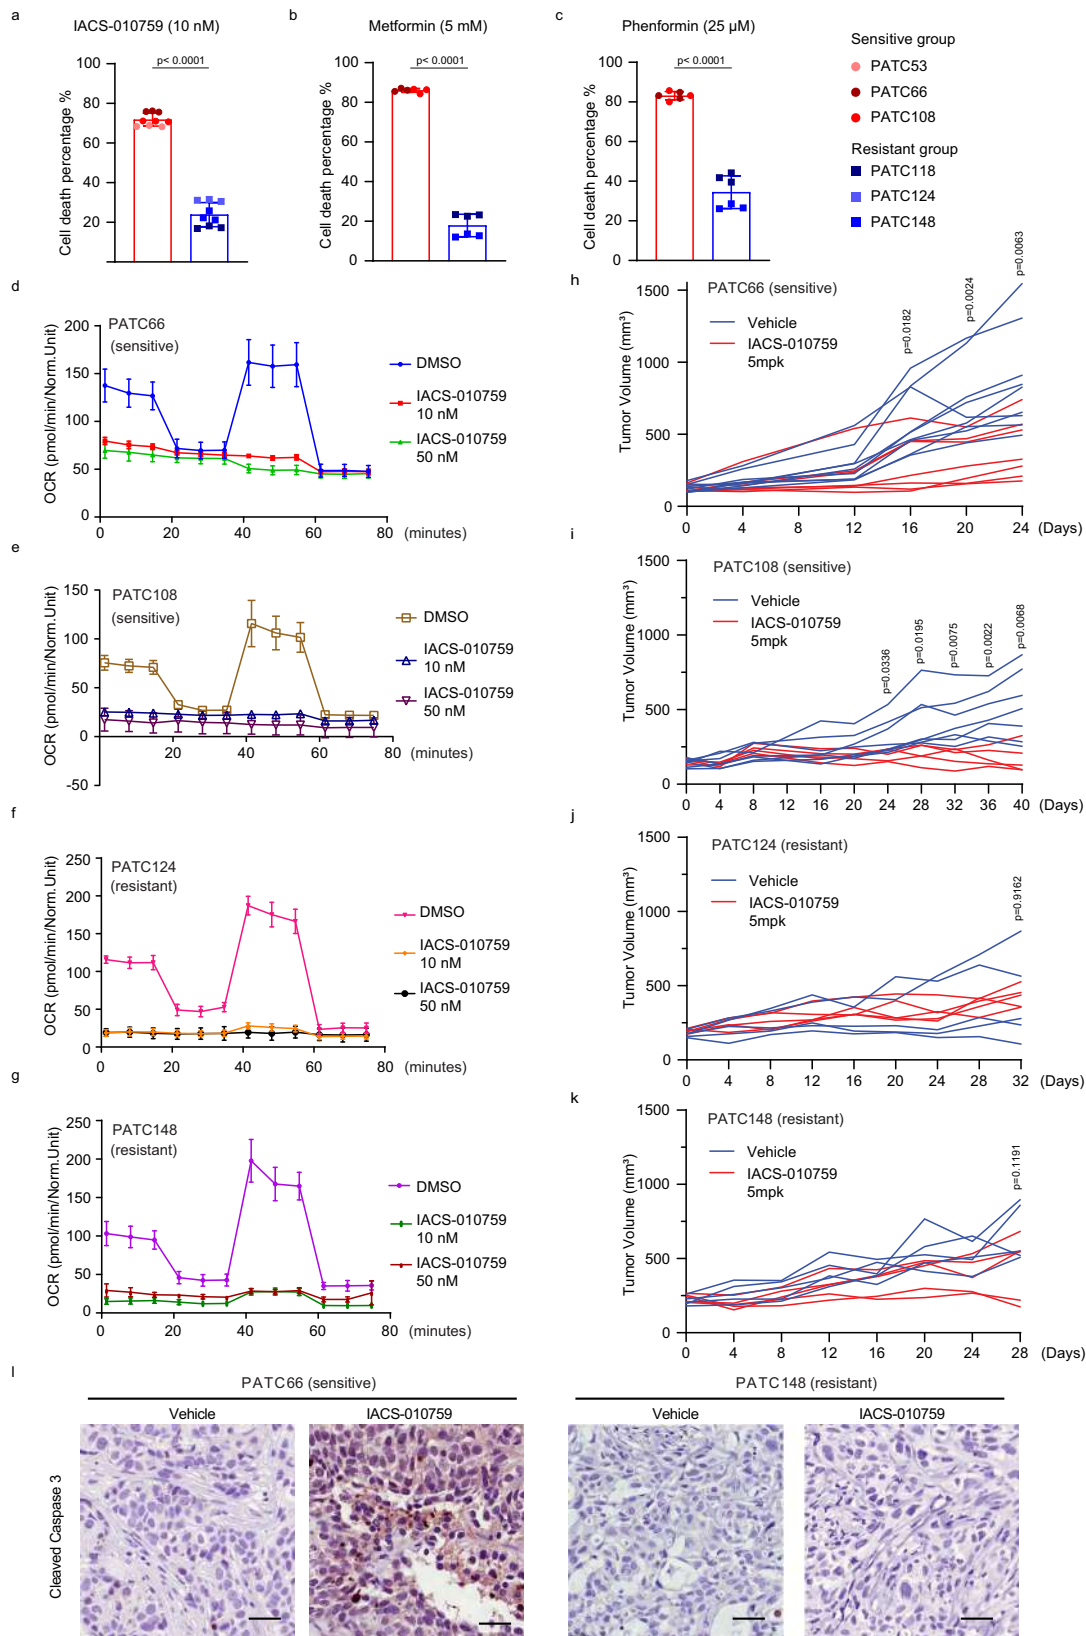 a
IACS-010759 (10 nM)
p< 0.0001
Cell death percentage %
100
80
60
40
20
0
b
Metformin (5 mM)
p< 0.0001
Cell death percentage %
100
80
60
40
20
0
c
Phenformin (25 µM)
p< 0.0001
Cell death percentage %
100
80
60
40
20
0
Sensitive group
PATC53
PATC66
PATC108
Resistant group
PATC118
PATC124
PATC148
d
PATC66
(sensitive)
OCR (pmol/min/Norm.Unit)
200
150
100
50
0
0 20 40 60 80
(minutes)
DMSO
IACS-010759
10 nM
IACS-010759
50 nM
e
PATC108
(sensitive)
OCR (pmol/min/Norm.Unit)
150
100
50
0
-50
20 40 60 80
(minutes)
DMSO
IACS-010759
10 nM
IACS-010759
50 nM
f
PATC124
(resistant)
OCR (pmol/min/Norm.Unit)
250
200
150
100
50
0
0 20 40 60 80
(minutes)
DMSO
IACS-010759
10 nM
IACS-010759
50 nM
g
PATC148
(resistant)
OCR (pmol/min/Norm.Unit)
250
200
150
100
50
0
0 20 40 60 80
(minutes)
DMSO
IACS-010759
10 nM
IACS-010759
50 nM
h
PATC66 (sensitive)
Vehicle
IACS-010759
5mpk
Tumor Volume (mm³)
1500
1000
500
0
p=0.0182
p=0.0024
p=0.0063
0 4 8 12 16 20 24 (Days)
i
PATC108 (sensitive)
Vehicle
IACS-010759
5mpk
Tumor Volume (mm³)
1500
1000
500
0
p=0.0336
p=0.0195
p=0.0075
p=0.0022
p=0.0068
0 4 8 12 16 20 24 28 32 36 40 (Days)
j
PATC124 (resistant)
Vehicle
IACS-010759
5mpk
Tumor Volume (mm³)
1500
1000
500
0
p=0.9162
0 4 8 12 16 20 24 28 32 (Days)
k
PATC148 (resistant)
Vehicle
IACS-010759
5mpk
Tumor Volume (mm³)
1500
1000
500
0
p=0.1191
0 4 8 12 16 20 24 28 (Days)
l
PATC66 (sensitive)
PATC148 (resistant)
Vehicle
IACS-010759
Vehicle
IACS-010759
Cleaved Caspase 3